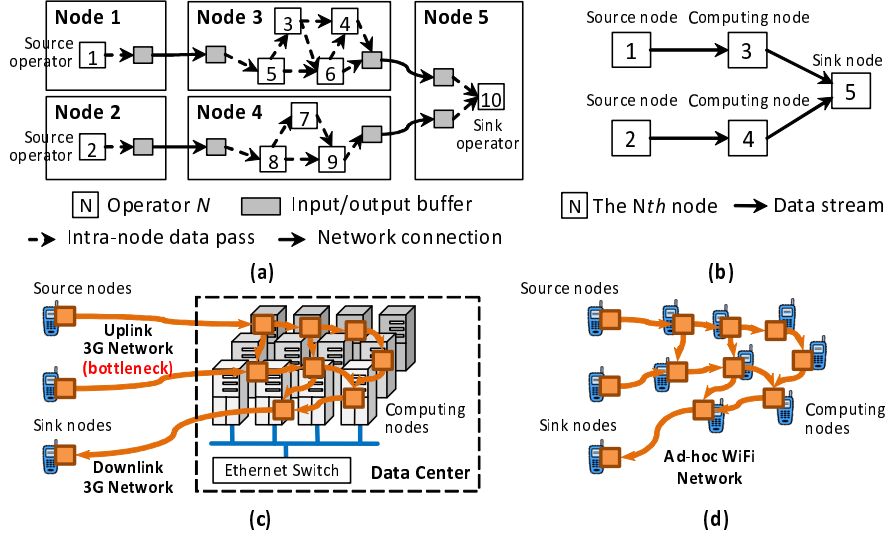 Node 1
Source operator
1
Node 2
Source operator
2
Node 3
3
4
5
6
Node 4
7
8
9
Node 5
10
Sink operator
N Operator N
Input/output buffer
Intra-node data pass
Network connection
(a)
Source node
Computing node
1
3
Sink node
5
Source node
Computing node
2
4
N The Nth node
Data stream
(b)
Source nodes
Uplink
3G Network
(bottleneck)
Sink nodes
Downlink
3G Network
Computing
nodes
Ethernet Switch
Data Center
(c)
Source nodes
Sink nodes
Computing
nodes
Ad-hoc WiFi
Network
(d)